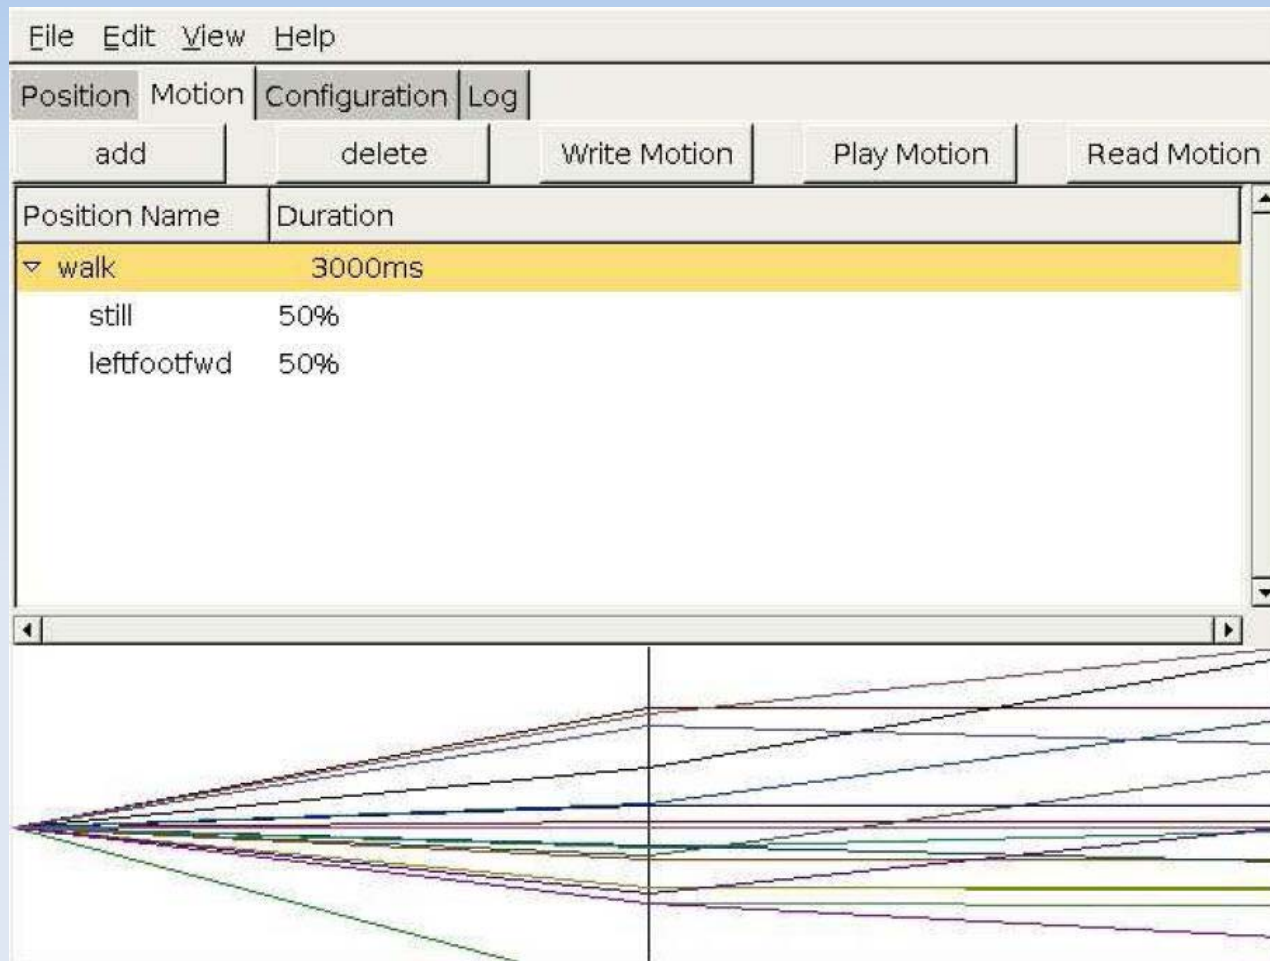 File Edit View Help
Position Motion Configuration Log
add delete Write Motion Play Motion Read Motion
Position Name Duration
walk 3000ms
still 50%
leftfootfwd 50%